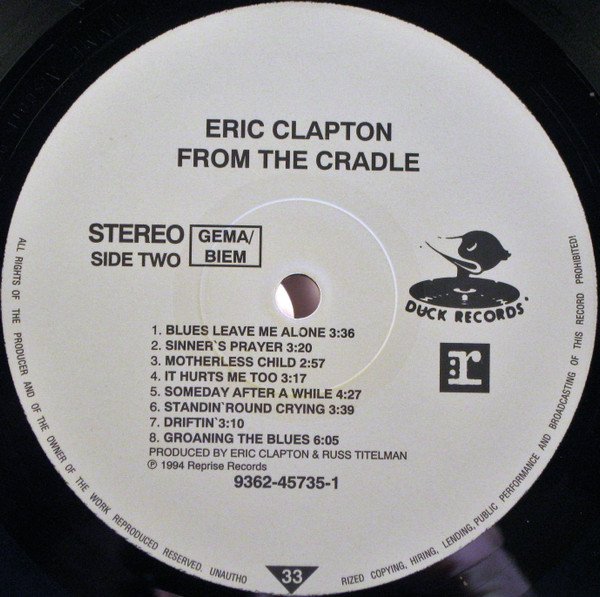 ERIC CLAPTON
FROM THE CRADLE
STEREO
SIDE TWO
GEMA/
BIEM
DUCK RECORDS
r
1. BLUES LEAVE ME ALONE 3:36
2. SINNER`S PRAYER 3:20
3. MOTHERLESS CHILD 2:57
4. IT HURTS ME TOO 3:17
5. SOMEDAY AFTER A WHILE 4:27
6. STANDIN`ROUND CRYING 3:39
7. DRIFTIN`3:10
8. GROANING THE BLUES 6:05
PRODUCED BY ERIC CLAPTON & RUSS TITELMAN
℗ 1994 Reprise Records
9362-45735-1
33
ALL RIGHTS OF THE PRODUCER AND OF THE OWNER OF THE WORK REPRODUCED RESERVED. UNAUTHO RIZED COPYING, HIRING, LENDING, PUBLIC PERFORMANCE AND BROADCASTING OF THIS RECORD PROHIBITED!